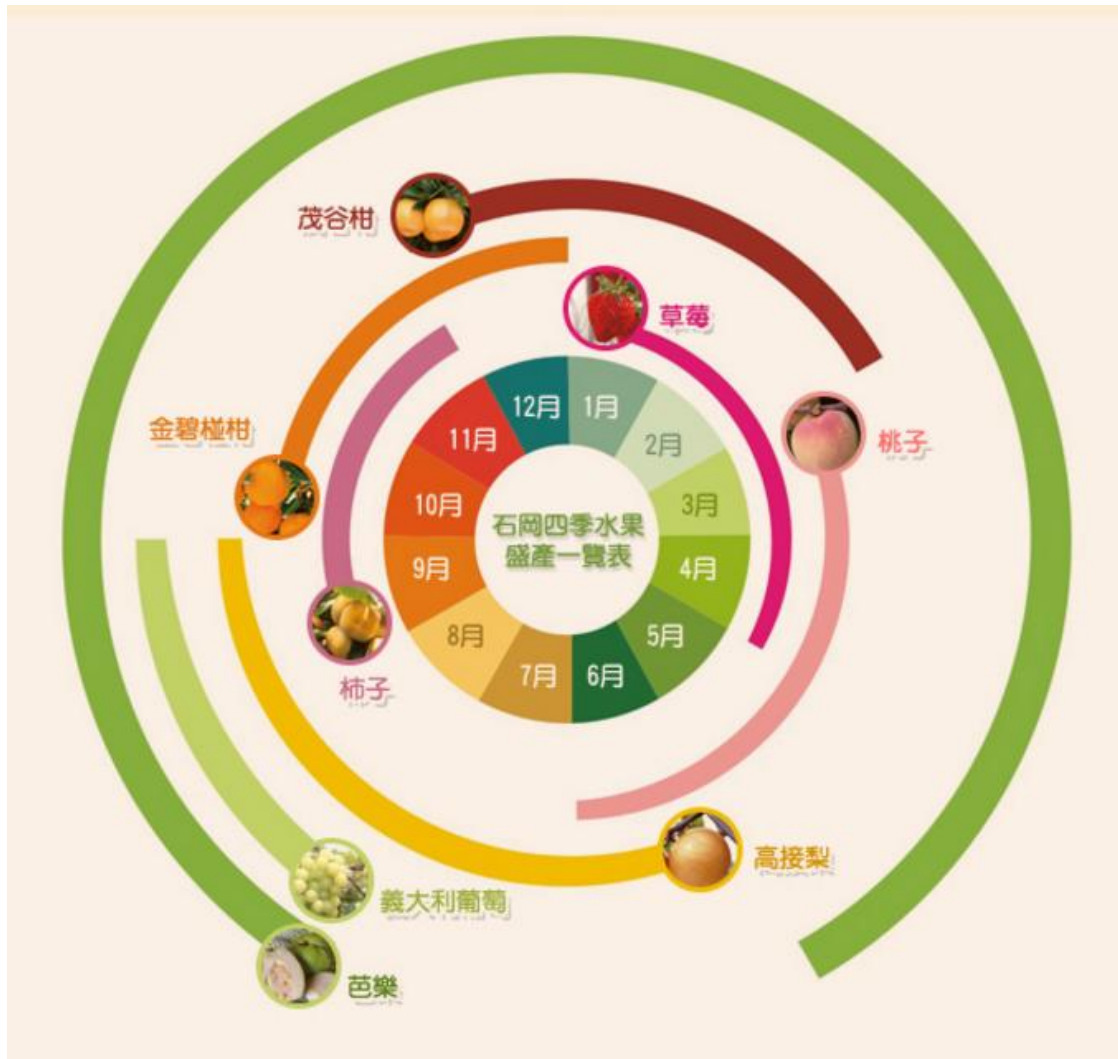 茂谷柑
草莓
金碧椪柑
桃子
12月
1月
11月
2月
10月
3月
石岡四季水果
盛產一覽表
9月
4月
8月
5月
7月
6月
柿子
高接梨
義大利葡萄
芭樂